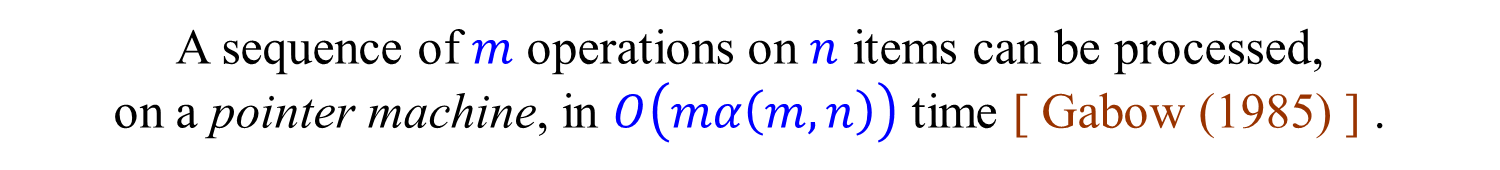 A sequence of m operations on n items can be processed,
on a pointer machine, in O(mα(m, n)) time [ Gabow (1985) ] .